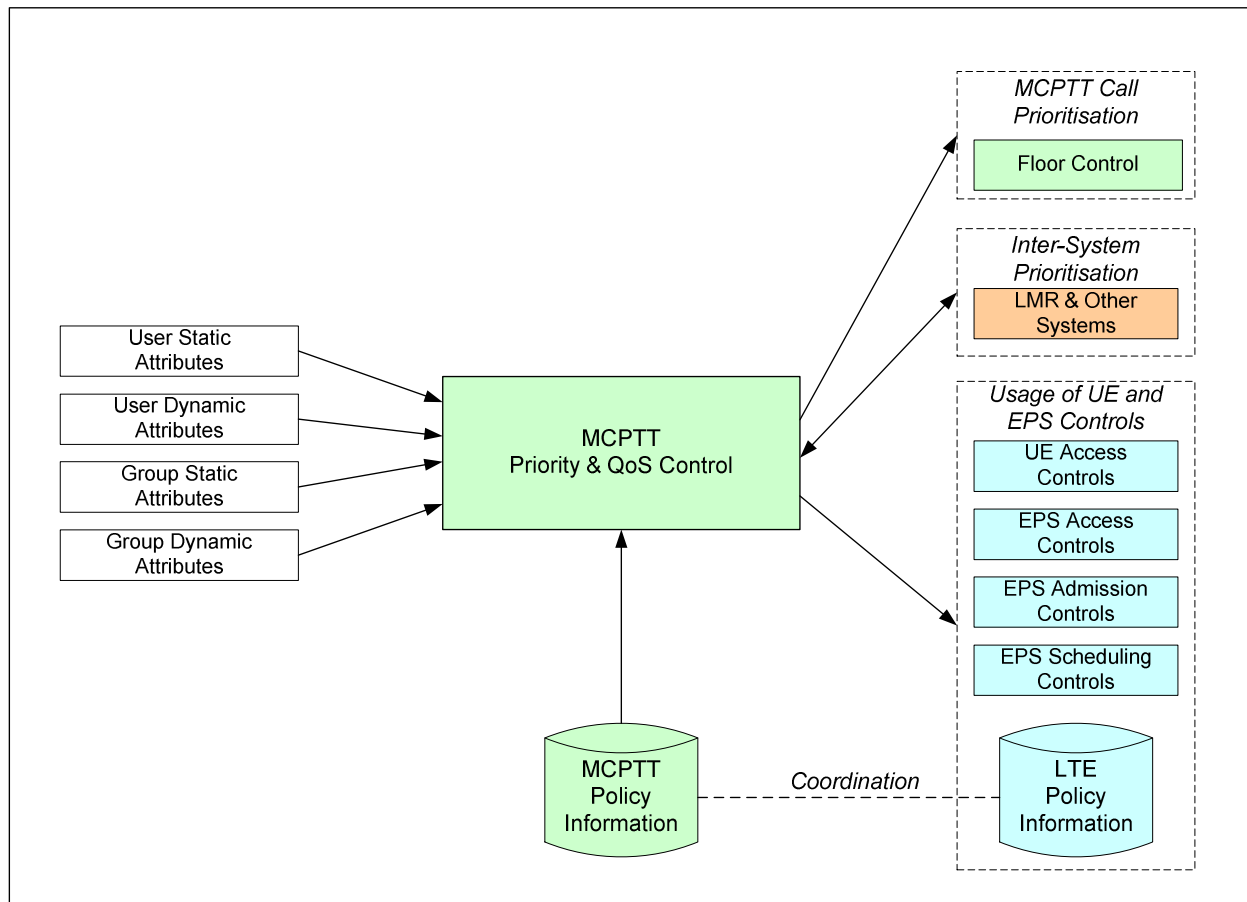 MCPTT Call
Prioritisation
Floor Control
Inter-System
Prioritisation
LMR & Other
Systems
User Static
Attributes
User Dynamic
Attributes
Group Static
Attributes
Group Dynamic
Attributes
MCPTT
Priority & QoS Control
Usage of UE and
EPS Controls
UE Access
Controls
EPS Access
Controls
EPS Admission
Controls
EPS Scheduling
Controls
MCPTT
Policy
Information
Coordination
LTE
Policy
Information